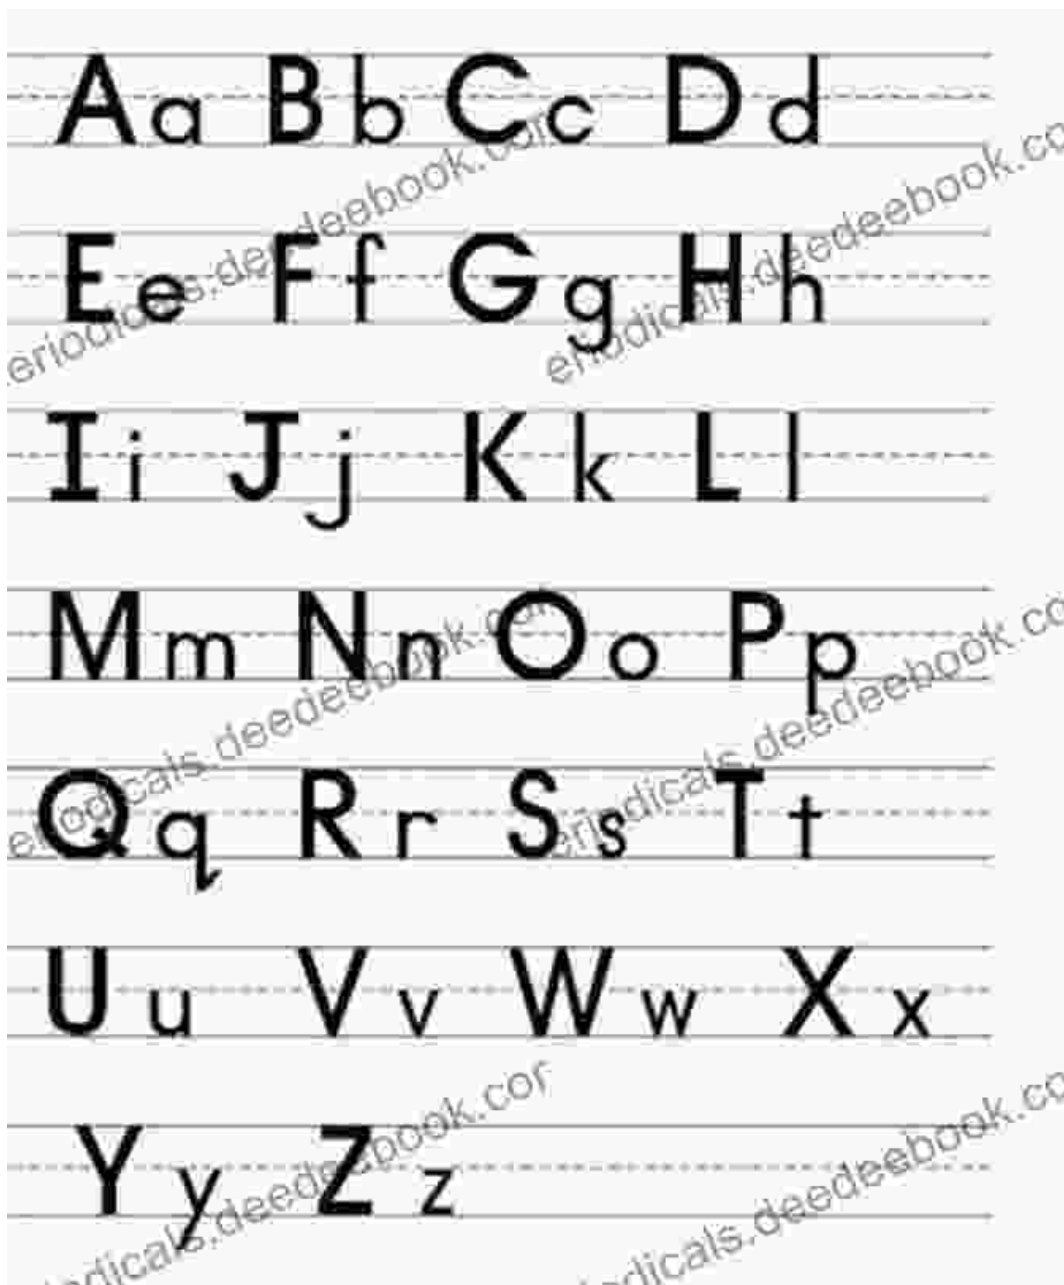 Aa Bb Cc Dd
Ee Ff Gg Hh
Ii Jj Kk Ll
Mm Nn Oo Pp
Qq Rr Ss Tt
Uu Vv Ww Xx
Yy Zz